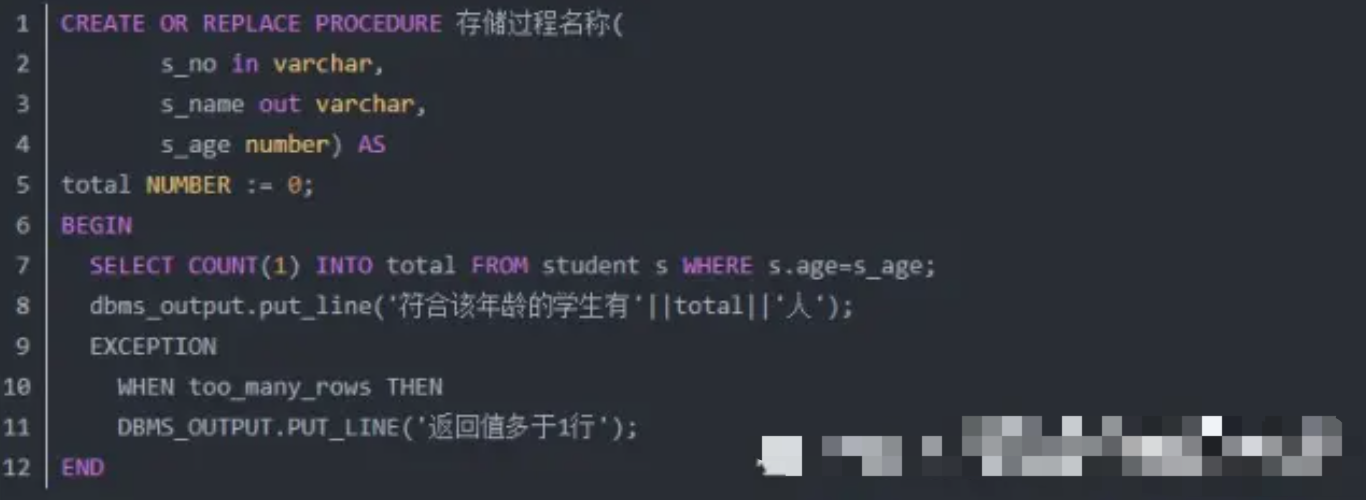 1 CREATE OR REPLACE PROCEDURE 存储过程名称(
2 s_no in varchar,
3 s_name out varchar,
4 s_age number) AS
5 total NUMBER := 0;
6 BEGIN
7 SELECT COUNT(1) INTO total FROM student s WHERE s.age=s_age;
8 dbms_output.put_line('符合该年龄的学生有'||total||'人');
9 EXCEPTION
10 WHEN too_many_rows THEN
11 DBMS_OUTPUT.PUT_LINE('返回值多于1行');
12 END